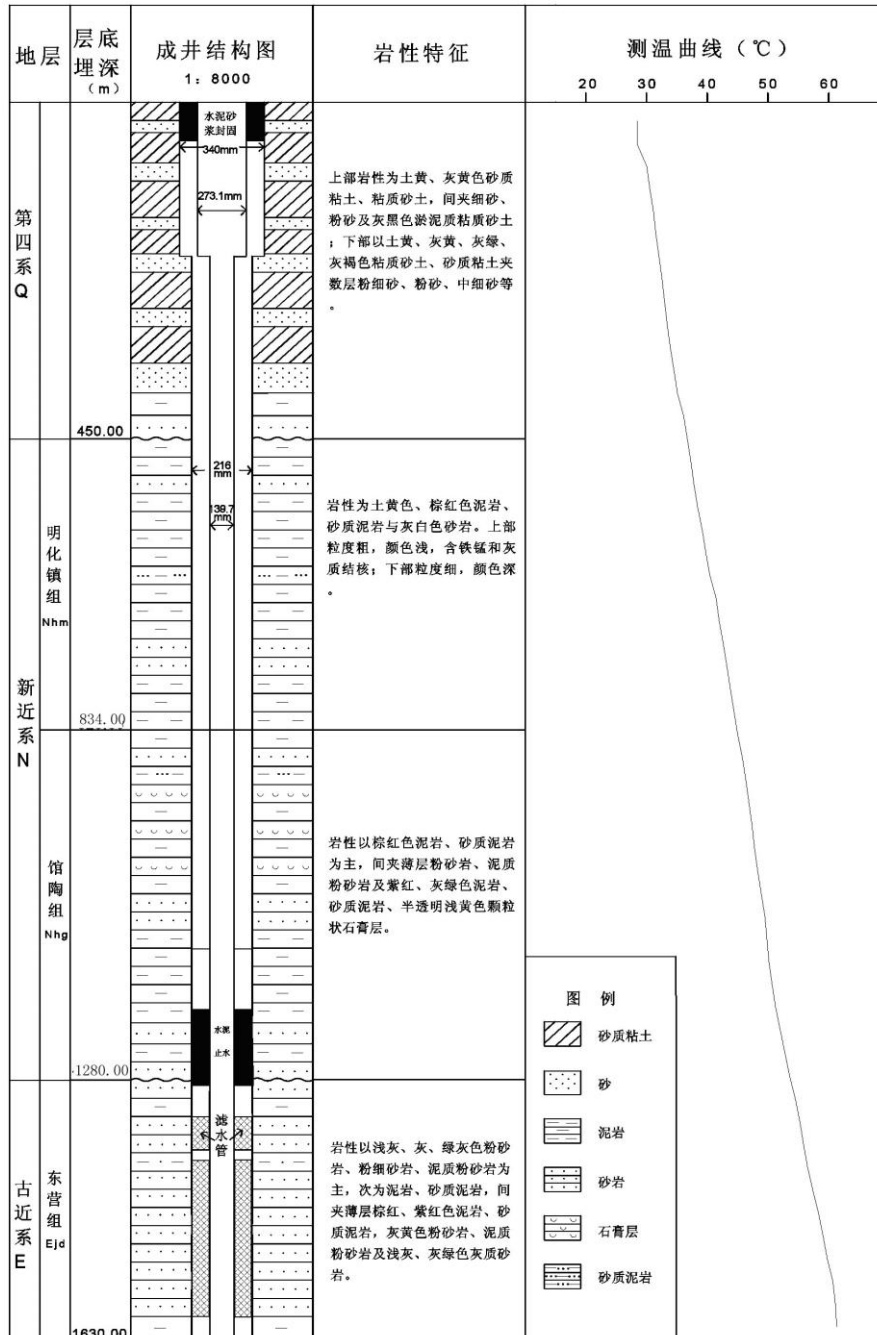 地层
层底
埋深
(m)
成井结构图
1: 8000
岩性特征
测温曲线(℃)
20 30 40 50 60
水泥砂
浆封固
340mm
273.1mm
第四系Q
450.00
上部岩性为土黄、灰黄色砂质
粘土、粘质砂土，间夹细砂、
粉砂及灰黑色淤泥质粘质砂土
；下部以土黄、灰黄、灰绿、
灰褐色粘质砂土、砂质粘土夹
数层粉细砂、粉砂、中细砂等
。
新近系N
明化镇组
Nhm
834.00
216
mm
139.7
mm
岩性为土黄色、棕红色泥岩、
砂质泥岩与灰白色砂岩。上部
粒度粗，颜色浅，含铁锰和灰
质结核；下部粒度细，颜色深
。
馆陶组
Nhg
1280.00
水泥
止水
岩性以棕红色泥岩、砂质泥岩
为主，间夹薄层粉砂岩、泥质
粉砂岩及紫红、灰绿色泥岩、
砂质泥岩、半透明浅黄色颗粒
状石膏层。
古近系E
东营组
Ejd
1630.00
滤水管
岩性以浅灰、灰、绿灰色粉砂
岩、粉细砂岩、泥质粉砂岩为
主，次为泥岩、砂质泥岩，间
夹薄层棕红、紫红色泥岩、砂
质泥岩，灰黄色粉砂岩、泥质
粉砂岩及浅灰、灰绿色灰质砂
岩。
图 例
砂质粘土
砂
泥岩
砂岩
石膏层
砂质泥岩